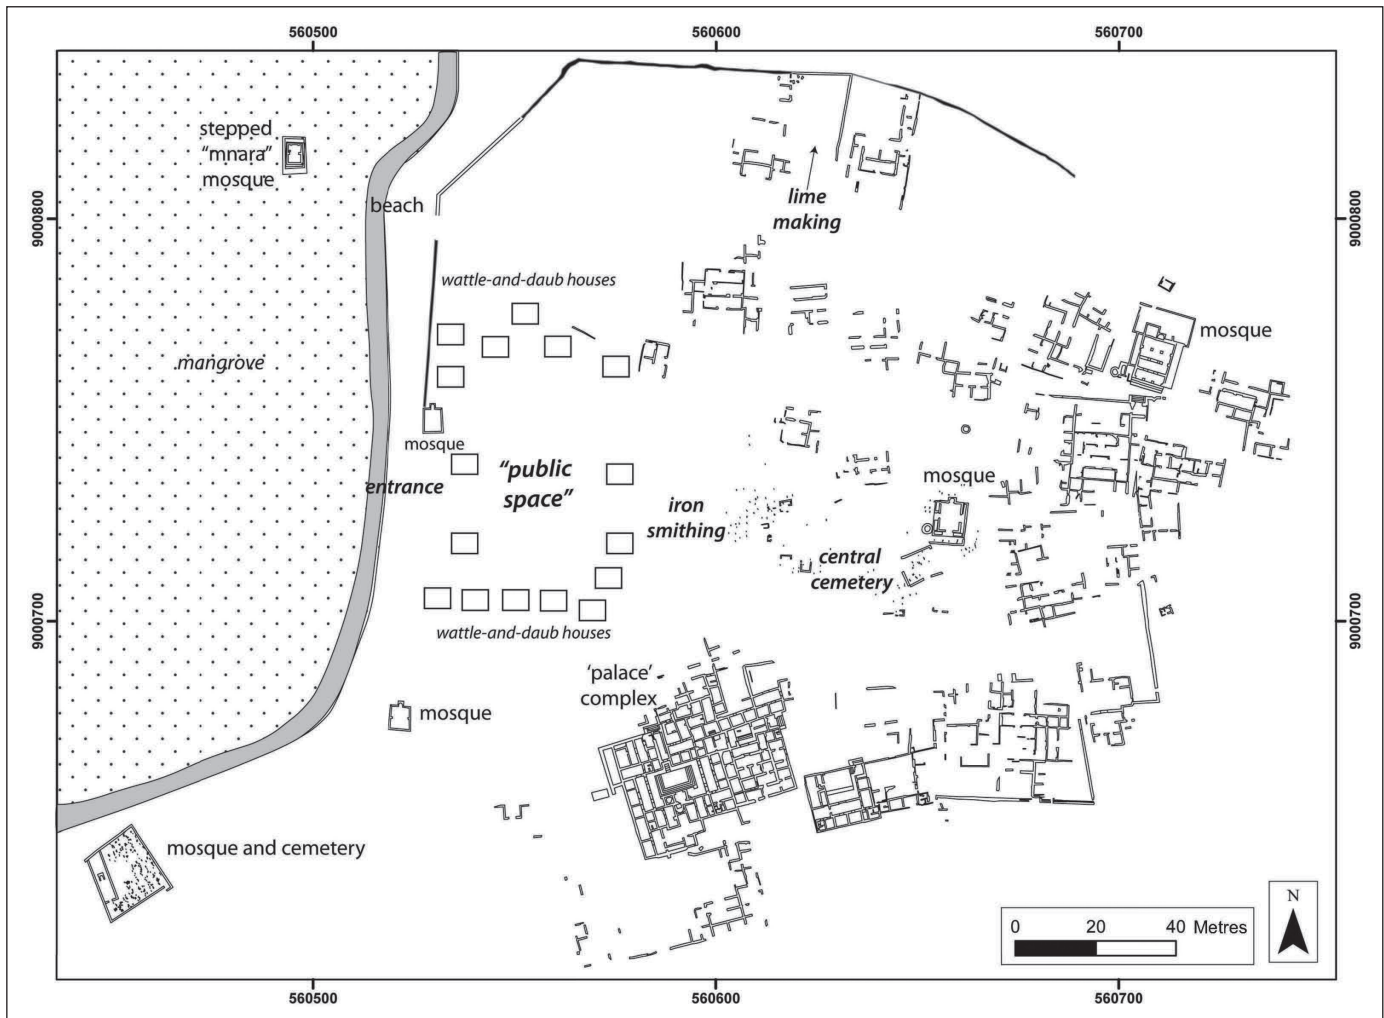 560500
560600
560700
stepped
"mnara"
mosque
beach
9000800
9000800
lime
making
wattle-and-daub houses
mosque
mangrove
mosque
entrance
"public
space"
iron
smithing
mosque
central
cemetery
wattle-and-daub houses
9000700
9000700
'palace'
complex
mosque
mosque and cemetery
N
0 20 40 Metres
560500
560600
560700